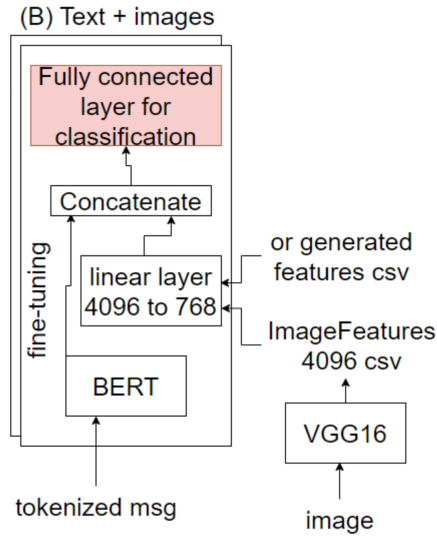 (B) Text + images
Fully connected
layer for
classification
Concatenate
fine-tuning
linear layer
4096 to 768
or generated
features csv
ImageFeatures
4096 csv
BERT
VGG16
tokenized msg
image